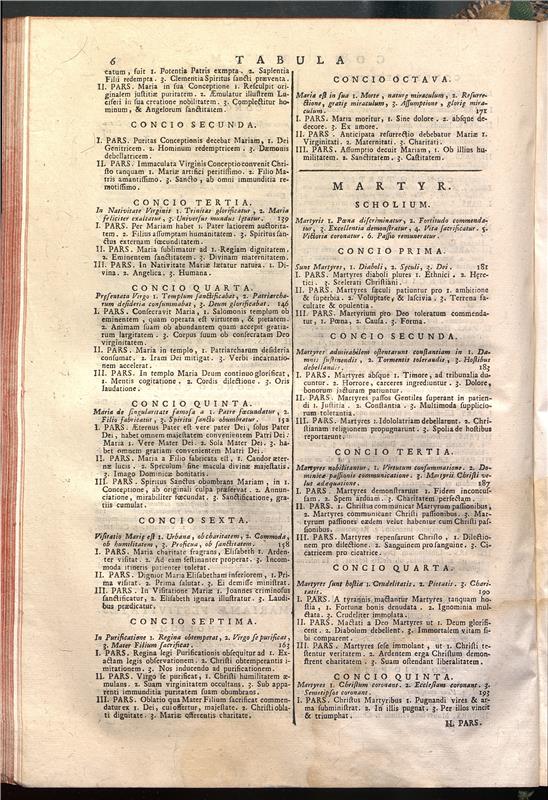 6
TABULA
catum, fuit 1. Potentia Patris exmpta. 2. Sapientia
Filii redempta. 3. Clementia Spiritus sancti præventa.
II. PARS. Maria in sua Conceptione 1. Resculpit ori-
ginalem justitiæ puritatem. 2. Æmulatur illustrem Lu-
ciferi in sua creatione nobilitatem. 3. Complectitur ho-
minum, & Angelorum sanctitatem.
CONCIO SECUNDA.
I. PARS. Puritas Conceptionis decebat Mariam, 1. Dei
Genitricem. 2. Hominum redemptricem. 3. Dæmonis
debellatricem.
II. PARS. Immaculata Virginis Conceptio convenit Chri-
sto tanquam 1. Mariæ artifici peritissimo. 2. Filio Ma-
tris amantissimo. 3. Sancto, ab omni immunditia re-
motissimo.
CONCIO TERTIA.
In Nativitate Virginis 1. Trinitas glorificatur, 2. Maria
feliciter exaltatur, 3. Universus mundus lætatur. 139
I. PARS. Per Mariam habet 1. Pater latiorem auctorita-
tem. 2. Filius assumptam humanitatem. 3. Spiritus san-
ctus externam fœcunditatem.
II. PARS. Maria sublimatur ad 1. Regiam dignitatem.
2. Eminentem sanctitatem. 3. Divinam maternitatem.
III. PARS. In Nativitate Mariæ lætatur natura. 1. Di-
vina. 2. Angelica. 3. Humana.
CONCIO QUARTA.
Præsentata Virgo 1. Templum sanctificabat, 2. Patriarcha-
rum desideria consummabat, 3. Deum glorificabat. 146
I. PARS. Consecravit Maria, 1. Salomonis templum ob
eminentem, quam operata est virtutem, & pietatem.
2. Animam suam ob abundantem quam accepit gratia-
rum largitatem. 3. Corpus suum ob consecratam Deo
virginitatem.
II. PARS. Maria in templo, 1. Patriarcharum desideria
consumat. 2. Iram Dei mitigat. 3. Verbi incarnatio-
nem accelerat.
III. PARS. In templo Maria Deum continuo glorificat,
1. Mentis cogitatione. 2. Cordis dilectione. 3. Oris
laudatione.
CONCIO QUINTA.
Maria de singularitate famosa a 1. Patre fæcundatur, 2.
Filii fabricatur, 3. Spiritu sancto obumbratur. 152
I. PARS. Æternus Pater est vere pater Dei, solus Pater
Dei, habet omnem majestatem convenientem Patri Dei:
Maria 1. Vere Mater Dei. 2. Sola Mater Dei. 3. ha-
bet omnem gratiam convenientem Matri Dei.
II. PARS. Maria a Filio fabricata est, 1. Candor æter-
næ lucis. 2. Speculum sine macula divinæ majestatis.
3. Imago Dominicæ bonitatis.
III. PARS. Spiritus Sanctus obumbravit Mariam, in 1.
Conceptione, ab originali culpa præservat. 2. Annun-
ciatione, mirabiliter fœcundat, 3. Sanctificatione, gra-
tiis cumulat.
CONCIO SEXTA.
Visitatio Mariæ est 1. Urbana, ob charitatem, 2. Commoda,
ob humilitatem, 3. Proficua, ob sanctitatem. 158
I. PARS. Maria charitate fragrans, Elisabeth 1. Arden-
ter visitat. 2. Ad eam festinanter properat. 3. Incom-
moda itineris patienter tolerat.
II. PARS. Dignior Maria Elisabetham inferiorem, 1. Pri-
ma visitat. 2. Prima salutat. 3. Ei demisse ministrat.
III. PARS. In Visitatione Mariæ 1. Joannes criminosus
sanctificatur, 2. Elisabeth ignara illustratur. 3. Laudi-
bus prædicatur.
CONCIO SEPTIMA.
In Purificatione 1. Regina obtemperat, 2. Virgo se purificat,
3. Mater Filium sacrificat. 163
I. PARS. Regina legi Purificationis obsequitur ad 1. Ex-
actam legis observationem. 2. Christi obtemperantis i-
mitationem. 3. Nos inducendo ad purificationem.
II. PARS. Virgo se purificat, 1. Christi humilitatem æ-
mulans. 2. Suam virginitatem occultans. 3. Sub appa-
renti immunditia puritatem suam obumbrans.
III. PARS. Oblatio qua Mater Filium sacrificat commen-
datur ex 1. Dei, cui offertur, majestate. 2. Christi obla-
ti dignitate. 3. Mariæ offerentis charitate.
CONCIO OCTAVA.
Maria est in sua 1. Morte, naturæ miraculum, 2. Resurre-
ctione, gratiæ miraculum, 3. Assumptione, gloriæ mira-
culum. 171
I. PARS. Maria moritur, 1. Sine dolore. 2. absque de-
decore. 3. Ex amore.
II. PARS. Anticipata resurrectio debebatur Mariæ 1.
Virginitati. 2. Maternitati. 3. Charitati.
III. PARS. Assumptio decuit Mariam, 1. Ob illius hu-
militatem. 2. Sanctitatem. 3. Castitatem.
MARTYR.
SCHOLIUM.
Martyris 1. Pœna discriminatur, 2. Fortitudo commenda-
tur, 3. Excellentia demonstratur, 4. Vita sacrificatur. 5.
Victoria coronatur. 6. Passio remuneratur.
CONCIO PRIMA.
Sunt Martyres, 1. Diaboli, 2. Sæculi, 3. Dei. 181
I. PARS. Martyres diaboli plures 1. Ethnici. 2. Hære-
tici. 3. Scelerati Christiani.
II. PARS. Martyres sæculi patiuntur pro 1. ambitione
& superbia. 2. Voluptate, & lascivia. 3. Terrena fa-
cultate & opulentia.
III. PARS. Martyrium pro Deo toleratum commenda-
tur, 1. Pœna, 2. Causa. 3. Forma.
CONCIO SECUNDA.
Martyres admirabilem ostentarunt constantiam in 1. Da-
mnis sustinendis, 2. Tormentis tolerandis, 3. Hostibus
debellandis. 183
I. PARS. Martyres absque 1. Timore, ad tribunalia du-
cuntur. 2. Horrore, carceres ingrediuntur. 3. Dolore,
bonorum jacturam patiuntur.
II. PARS. Martyres passos Gentiles superant in patien-
di 1. Justitia. 2. Constantia. 3. Multimoda supplicio-
rum tolerantia.
III. PARS. Martyres 1. Idololatriam debellarunt. 2. Chri-
stianam religionem propugnarunt. 3. Spolia de hostibus
reportarunt.
CONCIO TERTIA.
Martyres nobilitantur, 1. Virtutum consummatione. 2. Do-
minicæ passionis communicatione. 3. Martyrii Christi ve-
lut adæquatione. 187
I. PARS. Martyres demonstrarunt 1. Fidem inconcus-
sam. 2. Spem arduam. 3. Charitatem perfectam.
II. PARS. 1. Christus communicat Martyrum passionibus,
2. Martyres communicant Christi passionibus. 3. Mar-
tyrum passiones eædem velut habentur cum Christi pas-
sionibus.
III. PARS. Martyres repensarunt Christo, 1. Dilectio-
nem pro dilectione. 2. Sanguinem pro sanguine. 3. Ci-
catricem pro cicatrice.
CONCIO QUARTA.
Martyres sunt hostia 1. Crudelitatis. 2. Pietatis. 3. Chari-
tatis. 190
I. PARS. A tyrannis mactantur Martyres tanquam ho-
stia, 1. Fortunæ bonis denudata. 2. Ignominia mul-
ctata. 3. Crudeliter immolata.
II. PARS. Mactati a Deo Martyres ut 1. Deum glorifi-
cent. 2. Diabolum debellent. 3. Immortalem vitam si-
bi comparent.
III. PARS. Martyres sese immolant, ut 1. Christi te-
stentur veritatem. 2. Ardentem erga Christum demon-
strent charitatem. 3. Suam ostendant liberalitatem.
CONCIO QUINTA.
Martyres 1. Christum coronant. 2. Ecclesiam coronant. 3.
Semetipsos coronant. 193
I. PARS. Christus Martyribus 1. Pugnandi vires & ar-
ma subministrat. 2. In illis pugnat. 3. Per illos vincit
& triumphat.
II. PARS.